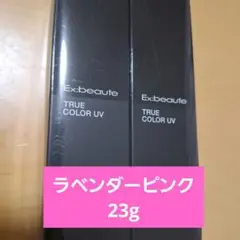 Ex:beaute
TRUE
COLOR UV
Ex:beaute
TRUE
COLOR UV
ラベンダーピンク
23g